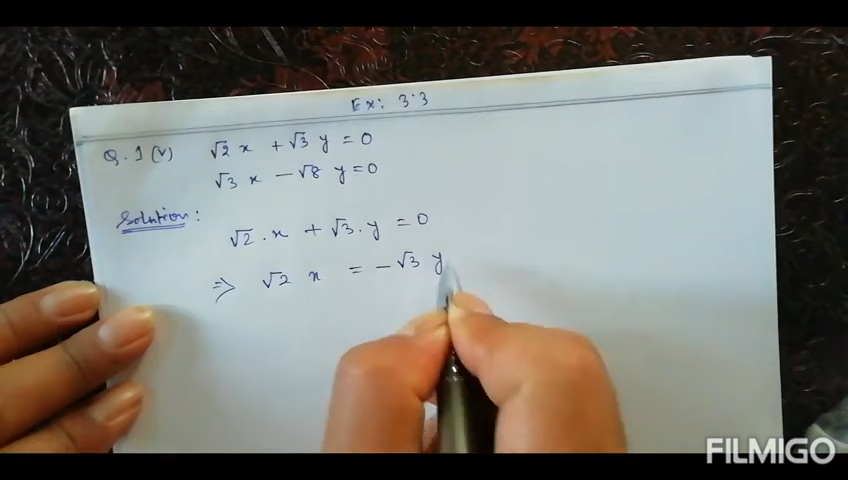 Ex: 3.3
Q. 1 (v) √2 x + √3 y = 0
√3 x - √8 y = 0
Solution:
√2 . x + √3 . y = 0
⇒ √2 x = - √3 y
FILMIGO